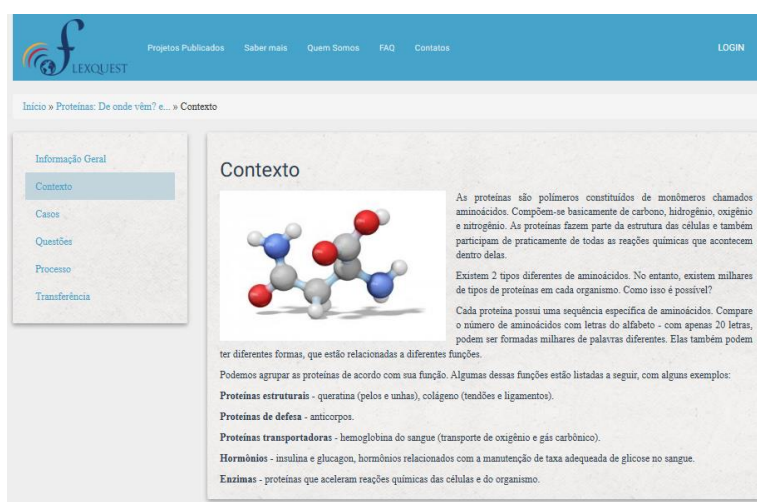 fLEXQUEST
Projetos Publicados Saber mais Quem Somos FAQ Contatos LOGIN
Início » Proteínas: De onde vêm? e... » Contexto
Informação Geral
Contexto
Casos
Questões
Processo
Transferência
Contexto
As proteínas são polímeros constituídos de monômeros chamados
aminoácidos. Compõem-se basicamente de carbono, hidrogênio, oxigênio
e nitrogênio. As proteínas fazem parte da estrutura das células e também
participam de praticamente de todas as reações químicas que acontecem
dentro delas.
Existem 2 tipos diferentes de aminoácidos. No entanto, existem milhares
de tipos de proteínas em cada organismo. Como isso é possível?
Cada proteína possui uma sequência específica de aminoácidos. Compare
o número de aminoácidos com letras do alfabeto - com apenas 20 letras,
podem ser formadas milhares de palavras diferentes. Elas também podem
ter diferentes formas, que estão relacionadas a diferentes funções.
Podemos agrupar as proteínas de acordo com sua função. Algumas dessas funções estão listadas a seguir, com alguns exemplos:
Proteínas estruturais - queratina (pelos e unhas), colágeno (tendões e ligamentos).
Proteínas de defesa - anticorpos.
Proteínas transportadoras - hemoglobina do sangue (transporte de oxigênio e gás carbônico).
Hormônios - insulina e glucagon, hormônios relacionados com a manutenção de taxa adequeada de glicose no sangue.
Enzimas - proteínas que aceleram reações químicas das células e do organismo.